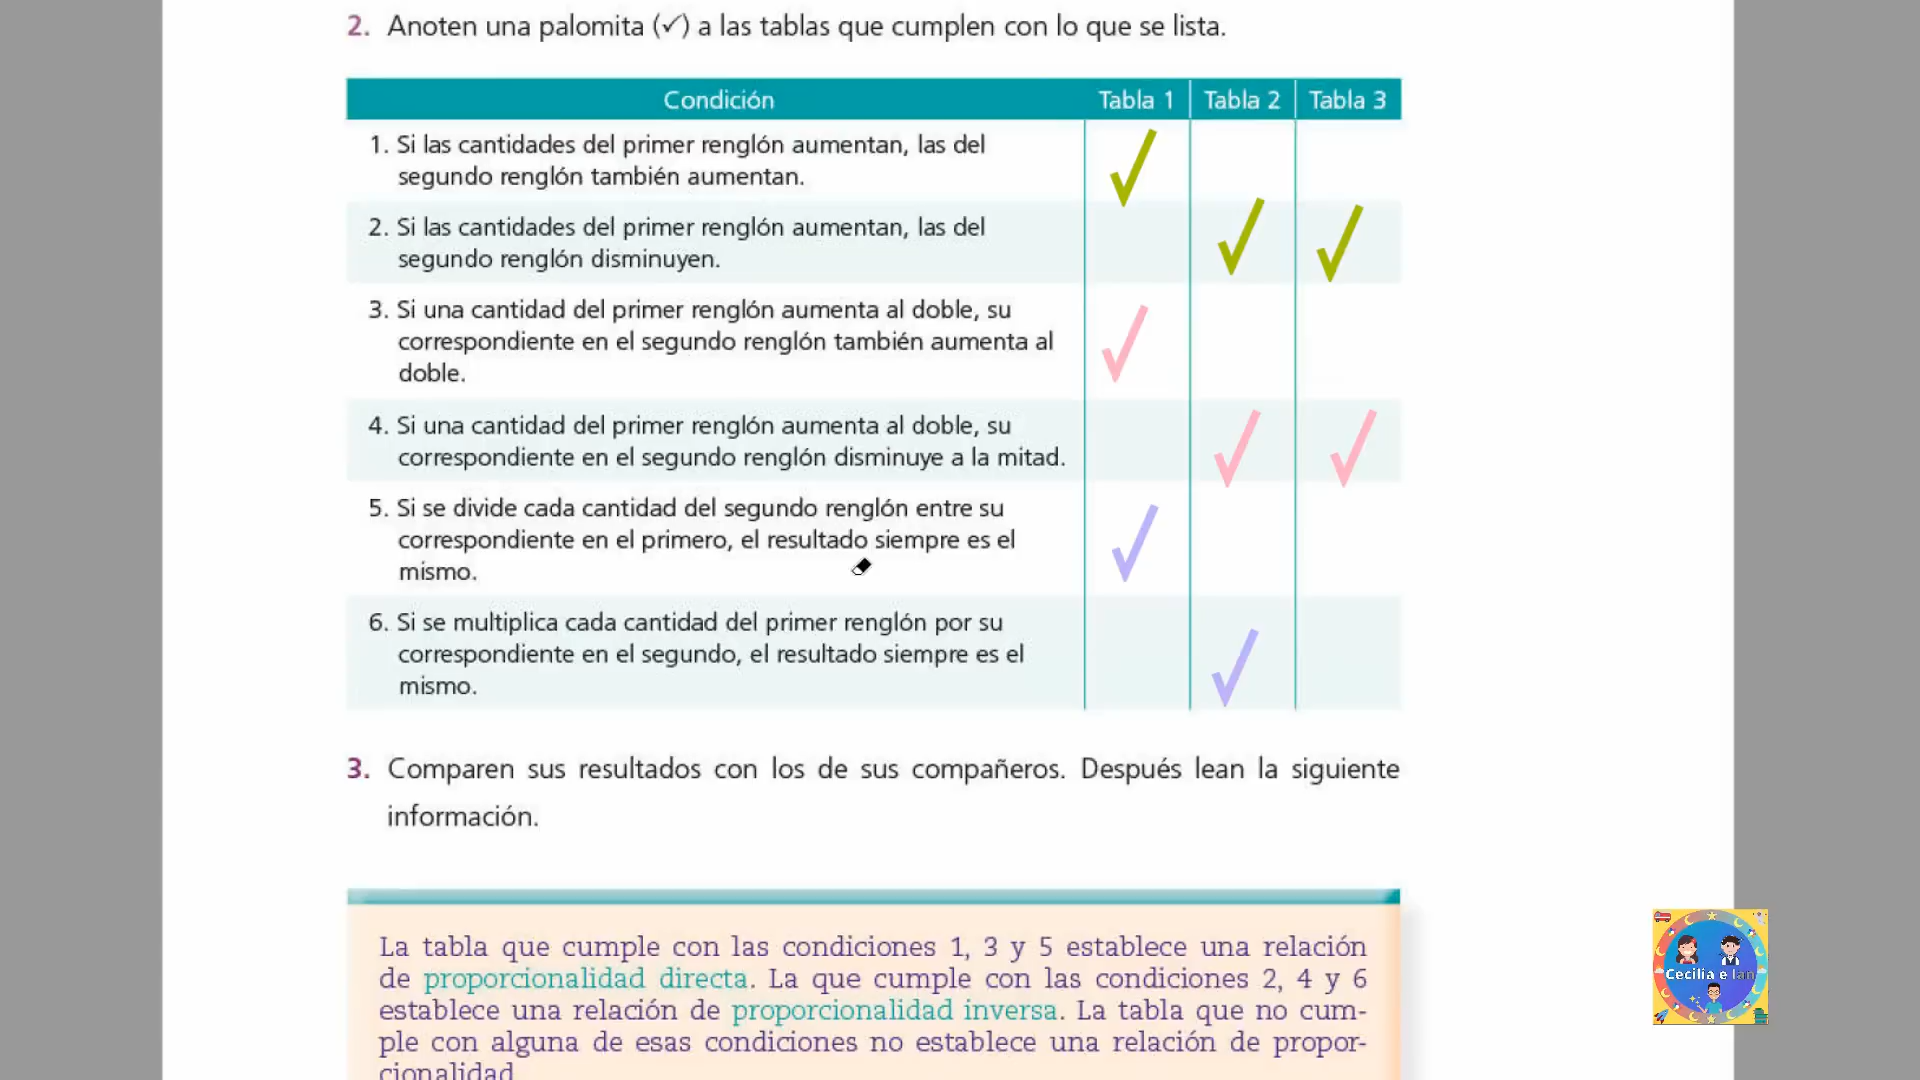 2. Anoten una palomita (✓) a las tablas que cumplen con lo que se lista.
Condición Tabla 1 Tabla 2 Tabla 3
1. Si las cantidades del primer renglón aumentan, las del
segundo renglón también aumentan.
2. Si las cantidades del primer renglón aumentan, las del
segundo renglón disminuyen.
3. Si una cantidad del primer renglón aumenta al doble, su
correspondiente en el segundo renglón también aumenta al
doble.
4. Si una cantidad del primer renglón aumenta al doble, su
correspondiente en el segundo renglón disminuye a la mitad.
5. Si se divide cada cantidad del segundo renglón entre su
correspondiente en el primero, el resultado siempre es el
mismo.
6. Si se multiplica cada cantidad del primer renglón por su
correspondiente en el segundo, el resultado siempre es el
mismo.
3. Comparen sus resultados con los de sus compañeros. Después lean la siguiente
información.
La tabla que cumple con las condiciones 1, 3 y 5 establece una relación
de proporcionalidad directa. La que cumple con las condiciones 2, 4 y 6
establece una relación de proporcionalidad inversa. La tabla que no cum-
ple con alguna de esas condiciones no establece una relación de propor-
cionalidad
Cecilia e Ian